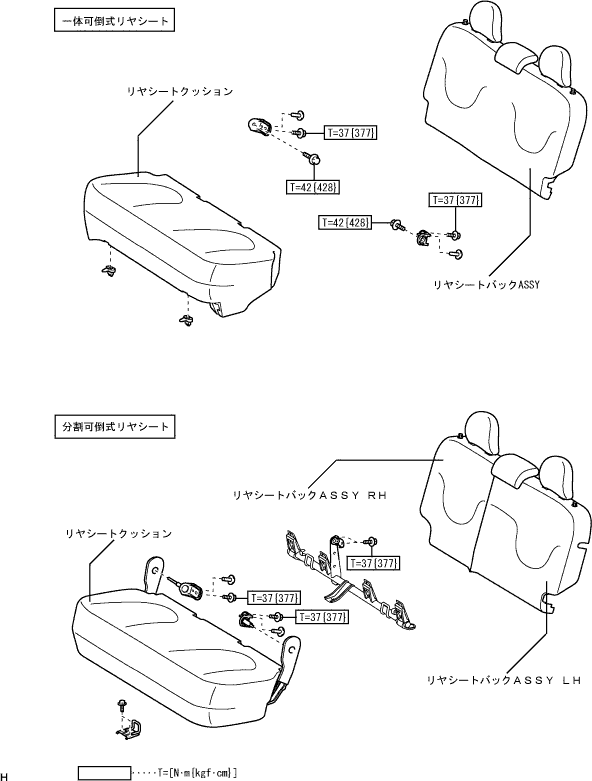 一体可倒式リヤシート
リヤシートクッション
T=37{377}
T=42{428}
T=37{377}
T=42{428}
リヤシートバックASSY
分割可倒式リヤシート
リヤシートバックＡＳＳＹ ＲＨ
リヤシートクッション
T=37{377}
T=37{377}
T=37{377}
リヤシートバックＡＳＳＹ ＬＨ
H
·····T=[N·m{kgf·cm}]